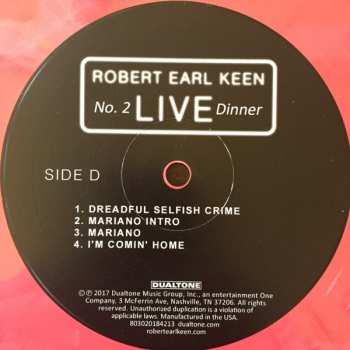 ROBERT EARL KEEN
No. 2 LIVE Dinner
SIDE D
1. DREADFUL SELFISH CRIME
2. MARIANO INTRO
3. MARIANO
4. I'M COMIN' HOME
DUALTONE
© ℗ 2017 Dualtone Music Group, Inc., an entertainment One
Company, 3 McFerrin Ave, Nashville, TN 37206. All rights
reserved. Unauthorized duplication is a violation of
applicable laws. Manufactured in the USA.
803020184213 dualtone.com
robertearlkeen.com